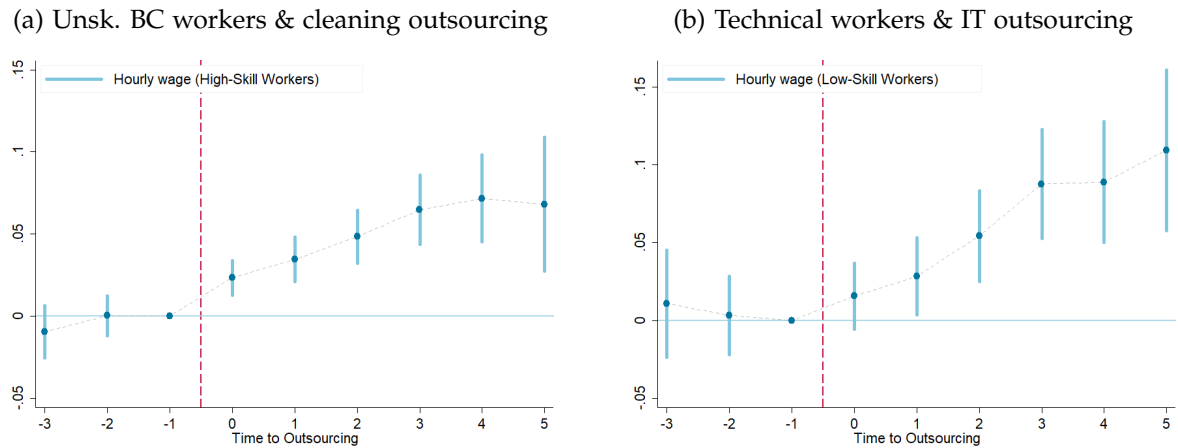 (a) Unsk. BC workers & cleaning outsourcing
Hourly wage (High-Skill Workers)
.15
.1
.05
0
-.05
-3 -2 -1 0 1 2 3 4 5
Time to Outsourcing
(b) Technical workers & IT outsourcing
Hourly wage (Low-Skill Workers)
.15
.1
.05
0
-.05
-3 -2 -1 0 1 2 3 4 5
Time to Outsourcing